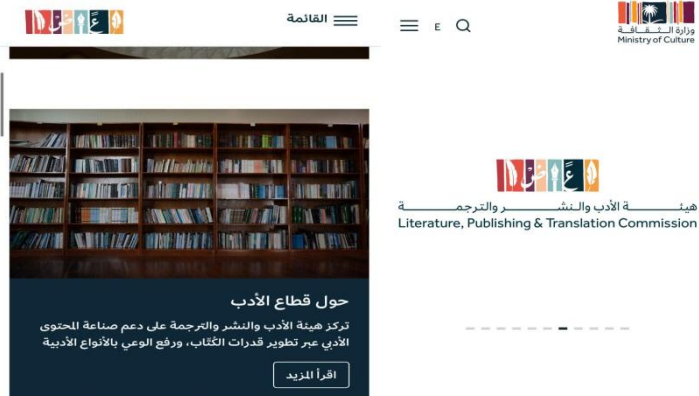 القائمة
حول قطاع الأدب
تركز هيئة الأدب والنشر والترجمة على دعم صناعة المحتوى
الأدبي عبر تطوير قدرات الكُتّاب، ورفع الوعي بالأنواع الأدبية
اقرأ المزيد
E
وزارة الثقافة
Ministry of Culture
هيئة الأدب والنشر والترجمة
Literature, Publishing & Translation Commission